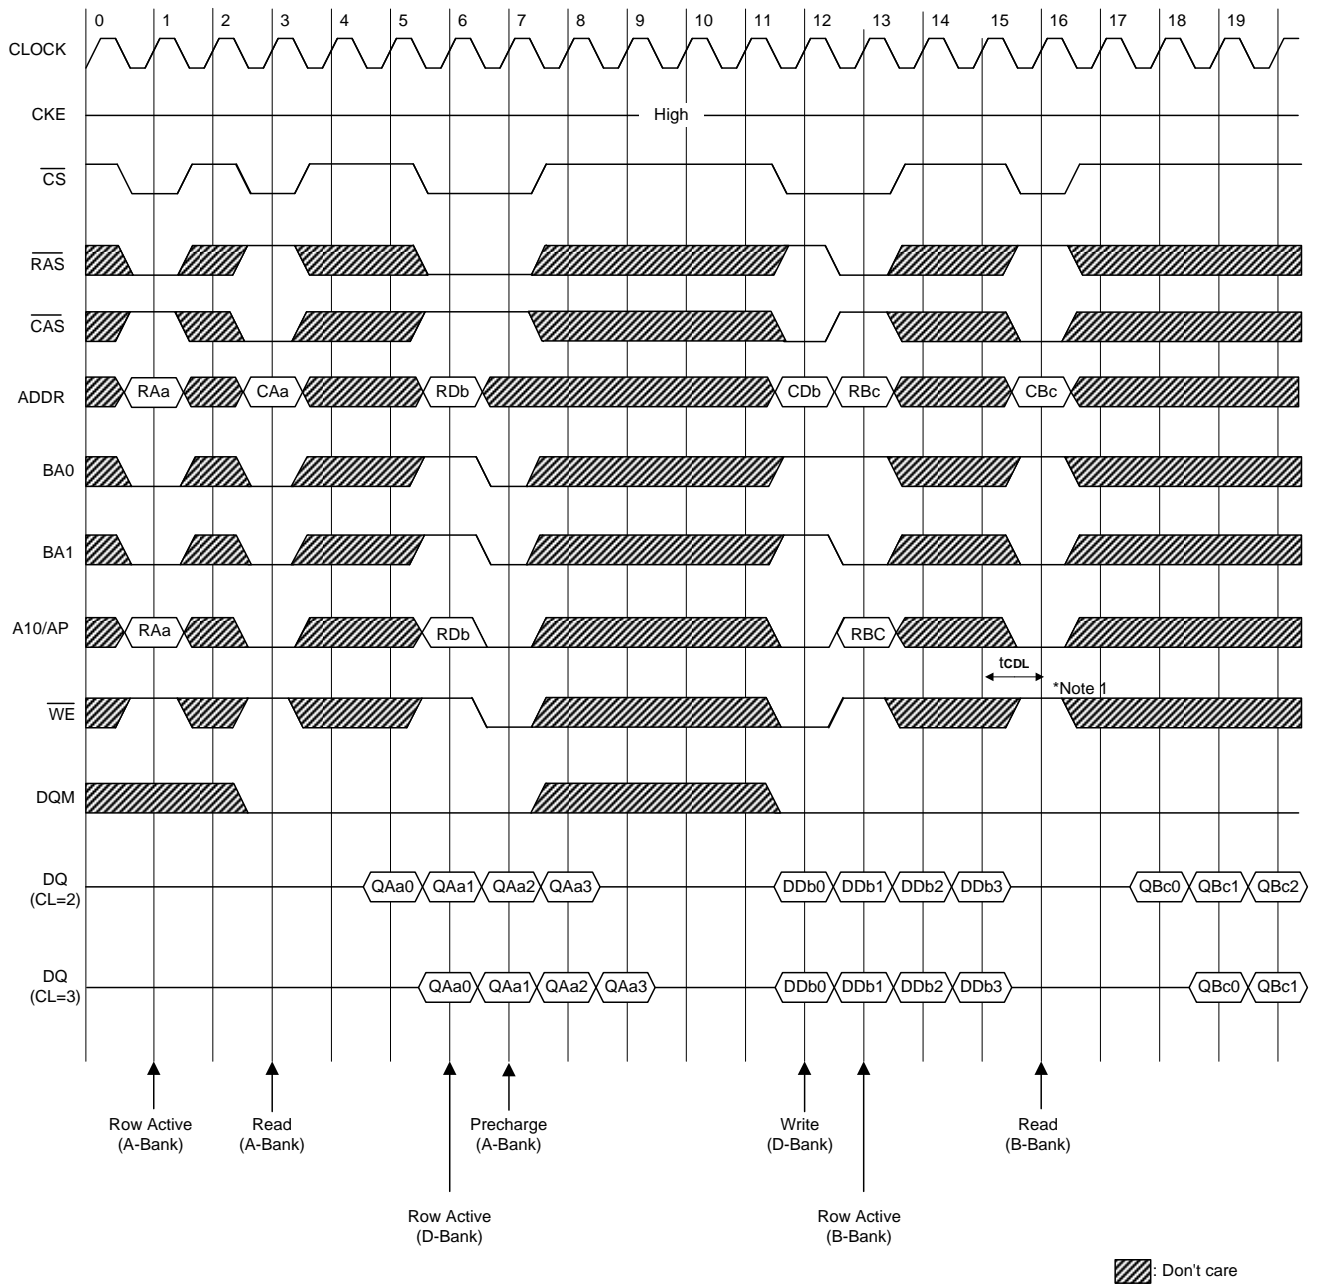 0 1 2 3 4 5 6 7 8 9 10 11 12 13 14 15 16 17 18 19
CLOCK
CKE High
CS
RAS
CAS
ADDR RAa CAa RDb CDb RBc CBc
BA0
BA1
A10/AP RAa RDb RBC
tCDL
*Note 1
WE
DQM
DQ
(CL=2)
QAa0 QAa1 QAa2 QAa3 DDb0 DDb1 DDb2 DDb3 QBc0 QBc1 QBc2
DQ
(CL=3)
QAa0 QAa1 QAa2 QAa3 DDb0 DDb1 DDb2 DDb3 QBc0 QBc1
Row Active
(A-Bank)
Read
(A-Bank)
Precharge
(A-Bank)
Write
(D-Bank)
Read
(B-Bank)
Row Active
(D-Bank)
Row Active
(B-Bank)
: Don't care